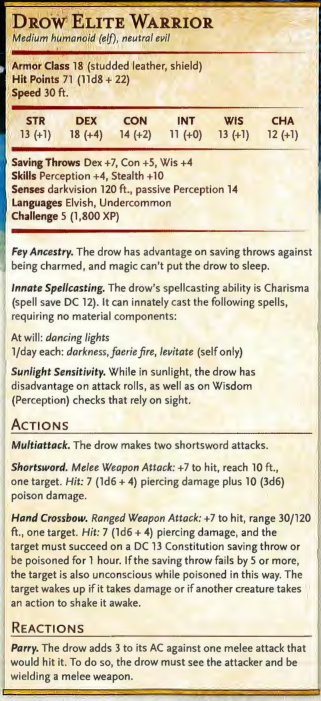 DROW ELITE WARRIOR
Medium humanoid (elf), neutral evil
Armor Class 18 (studded leather, shield)
Hit Points 71 (11d8 + 22)
Speed 30 ft.
STR DEX CON INT WIS CHA
13 (+1) 18 (+4) 14 (+2) 11 (+0) 13 (+1) 12 (+1)
Saving Throws Dex +7, Con +5, Wis +4
Skills Perception +4, Stealth +10
Senses darkvision 120 ft., passive Perception 14
Languages Elvish, Undercommon
Challenge 5 (1,800 XP)
Fey Ancestry. The drow has advantage on saving throws against
being charmed, and magic can't put the drow to sleep.
Innate Spellcasting. The drow's spellcasting ability is Charisma
(spell save DC 12). It can innately cast the following spells,
requiring no material components:
At will: dancing lights
1/day each: darkness, faerie fire, levitate (self only)
Sunlight Sensitivity. While in sunlight, the drow has
disadvantage on attack rolls, as well as on Wisdom
(Perception) checks that rely on sight.
ACTIONS
Multiattack. The drow makes two shortsword attacks.
Shortsword. Melee Weapon Attack: +7 to hit, reach 10 ft.,
one target. Hit: 7 (1d6 + 4) piercing damage plus 10 (3d6)
poison damage.
Hand Crossbow. Ranged Weapon Attack: +7 to hit, range 30/120
ft., one target. Hit: 7 (1d6 + 4) piercing damage, and the
target must succeed on a DC 13 Constitution saving throw or
be poisoned for 1 hour. If the saving throw fails by 5 or more,
the target is also unconscious while poisoned in this way. The
target wakes up if it takes damage or if another creature takes
an action to shake it awake.
REACTIONS
Parry. The drow adds 3 to its AC against one melee attack that
would hit it. To do so, the drow must see the attacker and be
wielding a melee weapon.